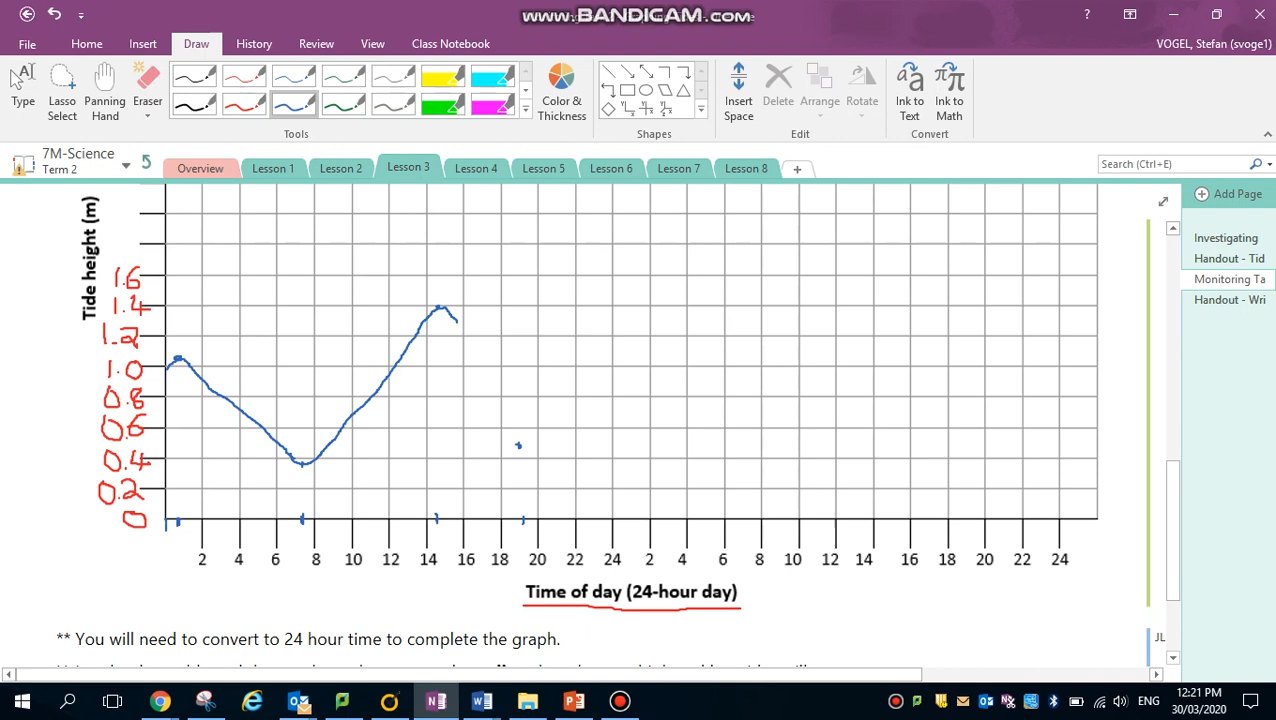 www.BANDICAM.com
File Home Insert Draw History Review View Class Notebook VOGEL, Stefan (svoge1)
Type Lasso Select Panning Hand Eraser Color & Thickness Insert Space Delete Arrange Rotate Ink to Text Ink to Math
Tools Shapes Edit Convert
7M-Science
Term 2
Overview Lesson 1 Lesson 2 Lesson 3 Lesson 4 Lesson 5 Lesson 6 Lesson 7 Lesson 8 Search (Ctrl+E)
Add Page
Investigating
Handout - Tid
Monitoring Ta
Handout - Wri
Tide height (m)
1.6
1.4
1.2
1.0
0.8
0.6
0.4
0.2
0
2 4 6 8 10 12 14 16 18 20 22 24 2 4 6 8 10 12 14 16 18 20 22 24
Time of day (24-hour day)
** You will need to convert to 24 hour time to complete the graph.
JL
ENG
12:21 PM
30/03/2020